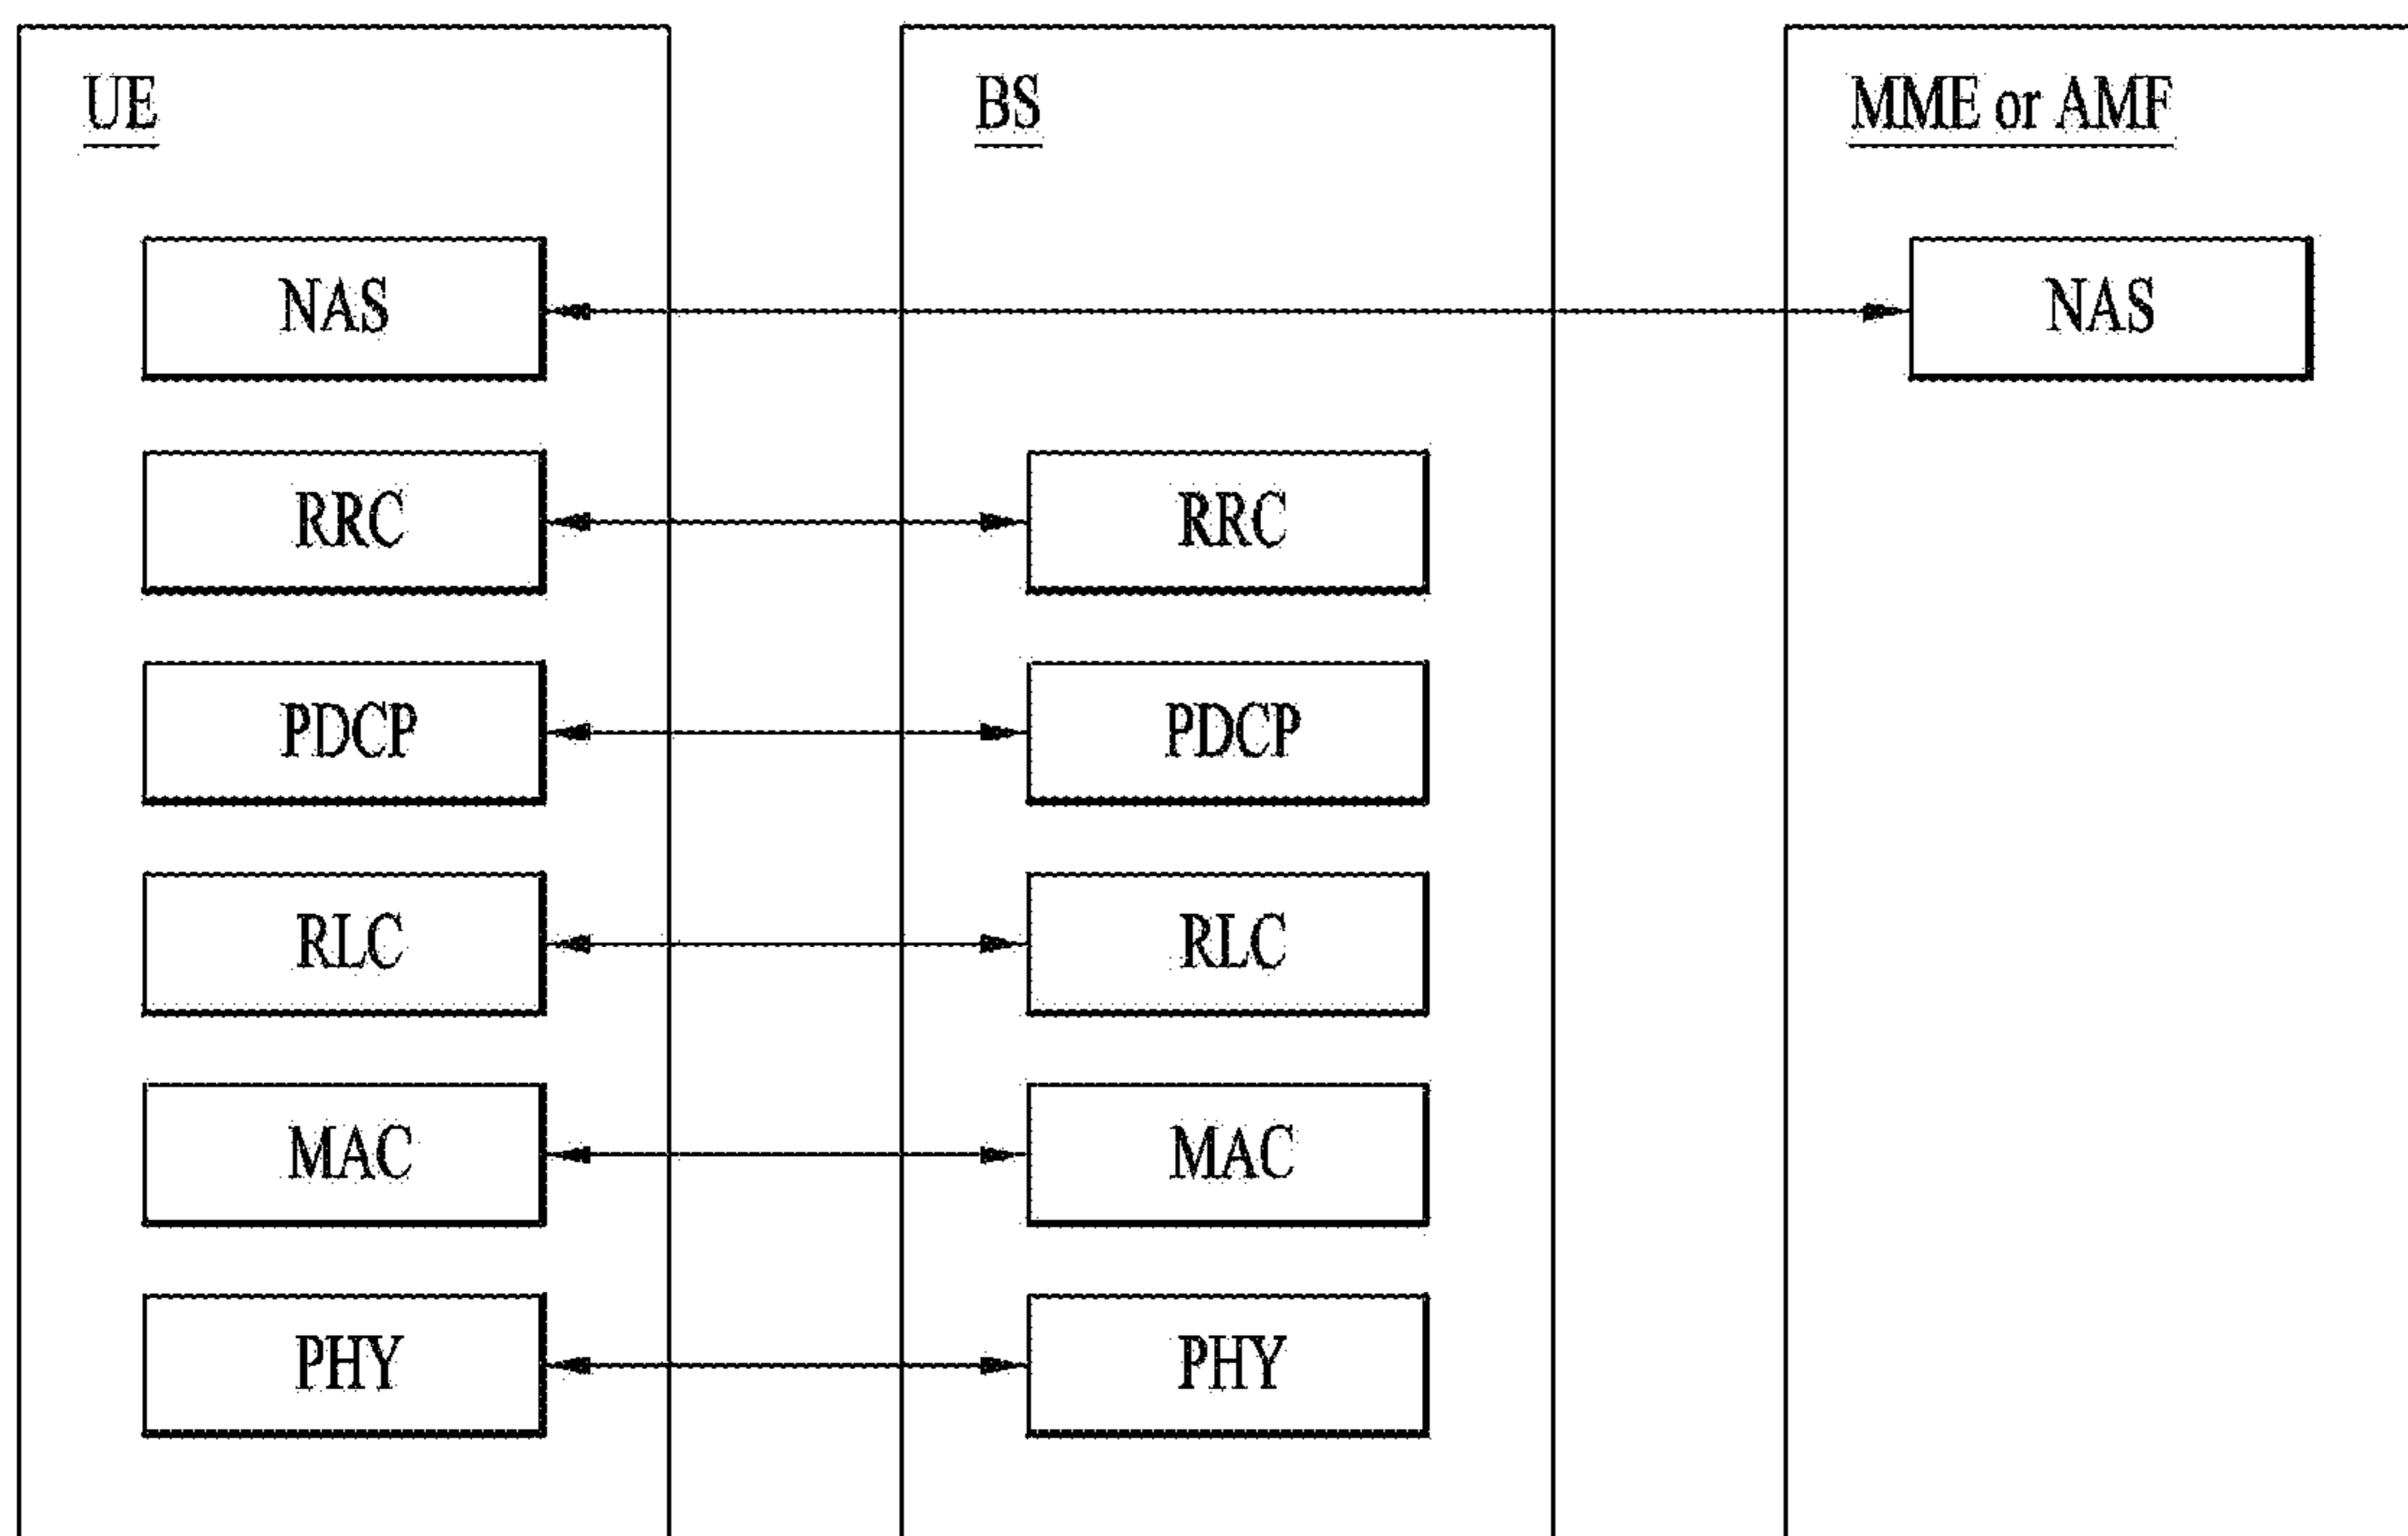 UE
BS
MME or AMF
NAS
NAS
RRC
RRC
PDCP
PDCP
RLC
RLC
MAC
MAC
PHY
PHY